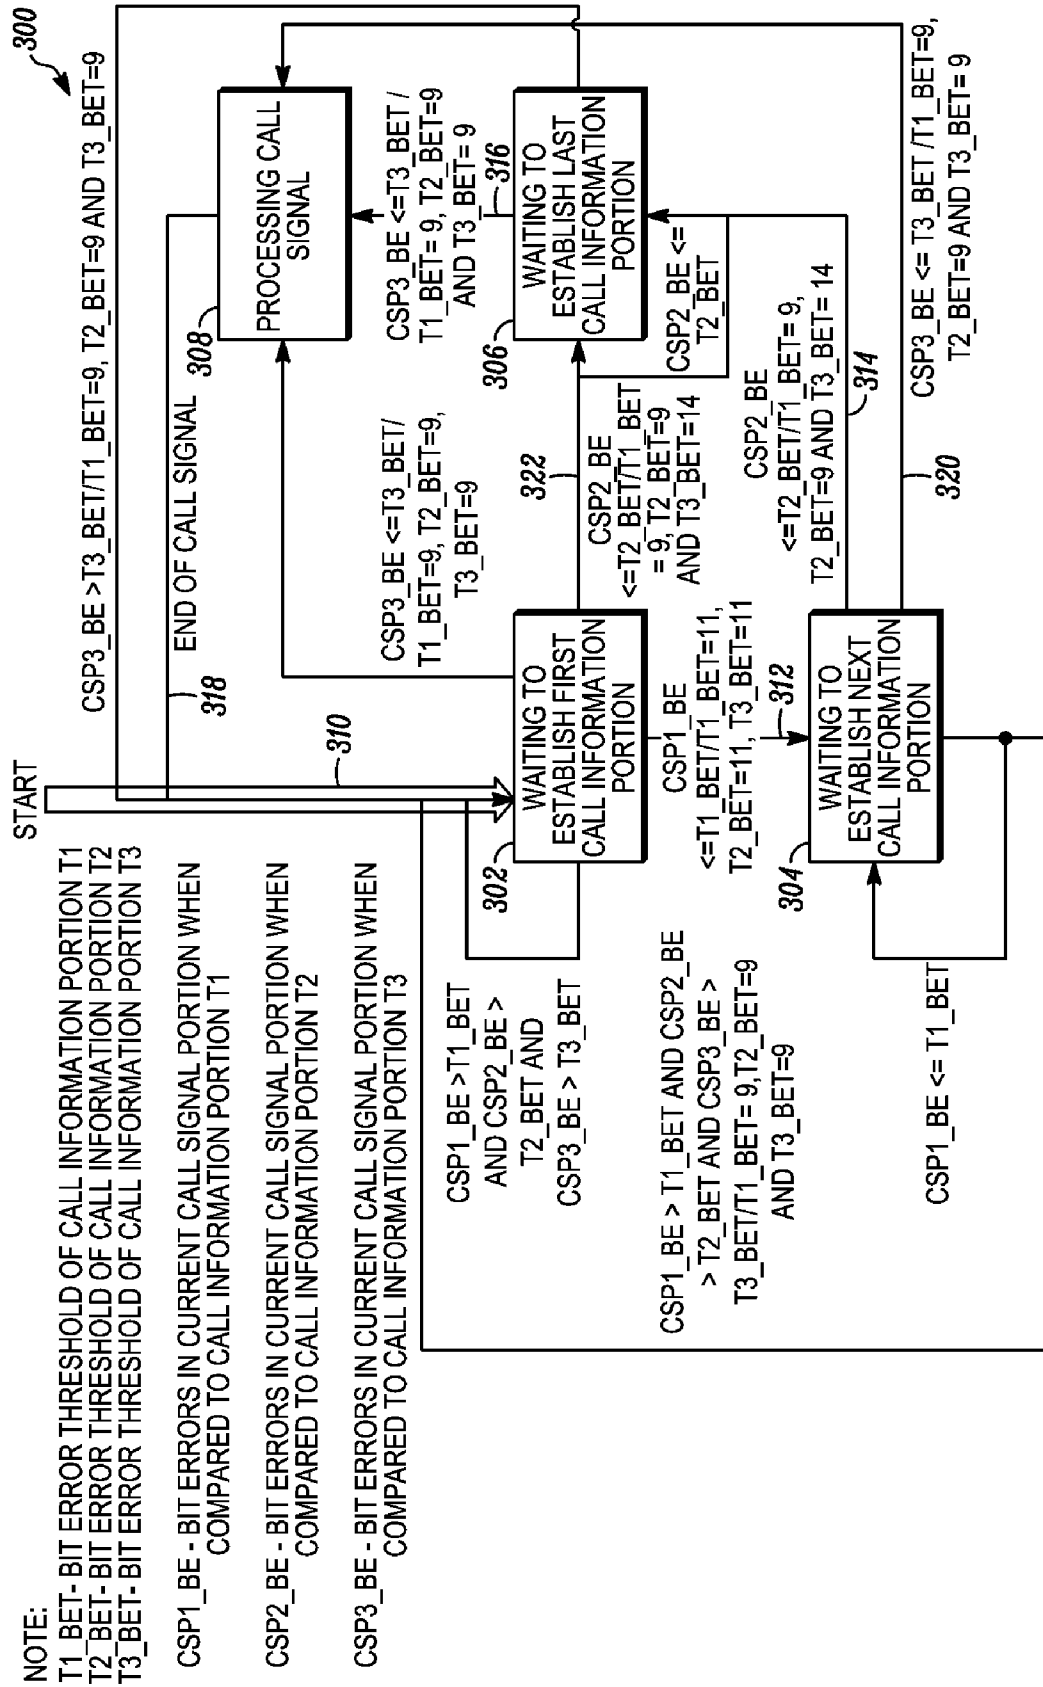 NOTE:
T1_BET- BIT ERROR THRESHOLD OF CALL INFORMATION PORTION T1
T2_BET- BIT ERROR THRESHOLD OF CALL INFORMATION PORTION T2
T3_BET- BIT ERROR THRESHOLD OF CALL INFORMATION PORTION T3
CSP1_BE - BIT ERRORS IN CURRENT CALL SIGNAL PORTION WHEN
COMPARED TO CALL INFORMATION PORTION T1
CSP2_BE - BIT ERRORS IN CURRENT CALL SIGNAL PORTION WHEN
COMPARED TO CALL INFORMATION PORTION T2
CSP3_BE - BIT ERRORS IN CURRENT CALL SIGNAL PORTION WHEN
COMPARED TO CALL INFORMATION PORTION T3
START
300
CSP3_BE >T3_BET/T1_BET=9, T2_BET=9 AND T3_BET=9
END OF CALL SIGNAL
318
310
308
PROCESSING CALL
SIGNAL
CSP1_BE >T1_BET
AND CSP2_BE >
T2_BET AND
CSP3_BE > T3_BET
302
WAITING TO
ESTABLISH FIRST
CALL INFORMATION
PORTION
CSP3_BE <=T3_BET/
T1_BET=9, T2_BET=9,
T3_BET=9
CSP3_BE <=T3_BET /
T1_BET= 9, T2_BET=9
AND T3_BET= 9
316
306
WAITING TO
ESTABLISH LAST
CALL INFORMATION
PORTION
322
CSP2_BE
<=T2_BET/T1_BET
= 9, T2_BET=9
AND T3_BET=14
CSP2_BE <=
T2_BET
CSP1_BE > T1_BET AND CSP2_BE
> T2_BET AND CSP3_BE >
T3_BET/T1_BET= 9,T2_BET=9
AND T3_BET=9
CSP1_BE
<=T1_BET/T1_BET=11,
T2_BET=11, T3_BET=11
312
304
WAITING TO
ESTABLISH NEXT
CALL INFORMATION
PORTION
CSP1_BE <= T1_BET
CSP2_BE
<=T2_BET/T1_BET= 9,
T2_BET=9 AND T3_BET= 14
314
320
CSP3_BE <= T3_BET /T1_BET=9,
T2_BET=9 AND T3_BET= 9